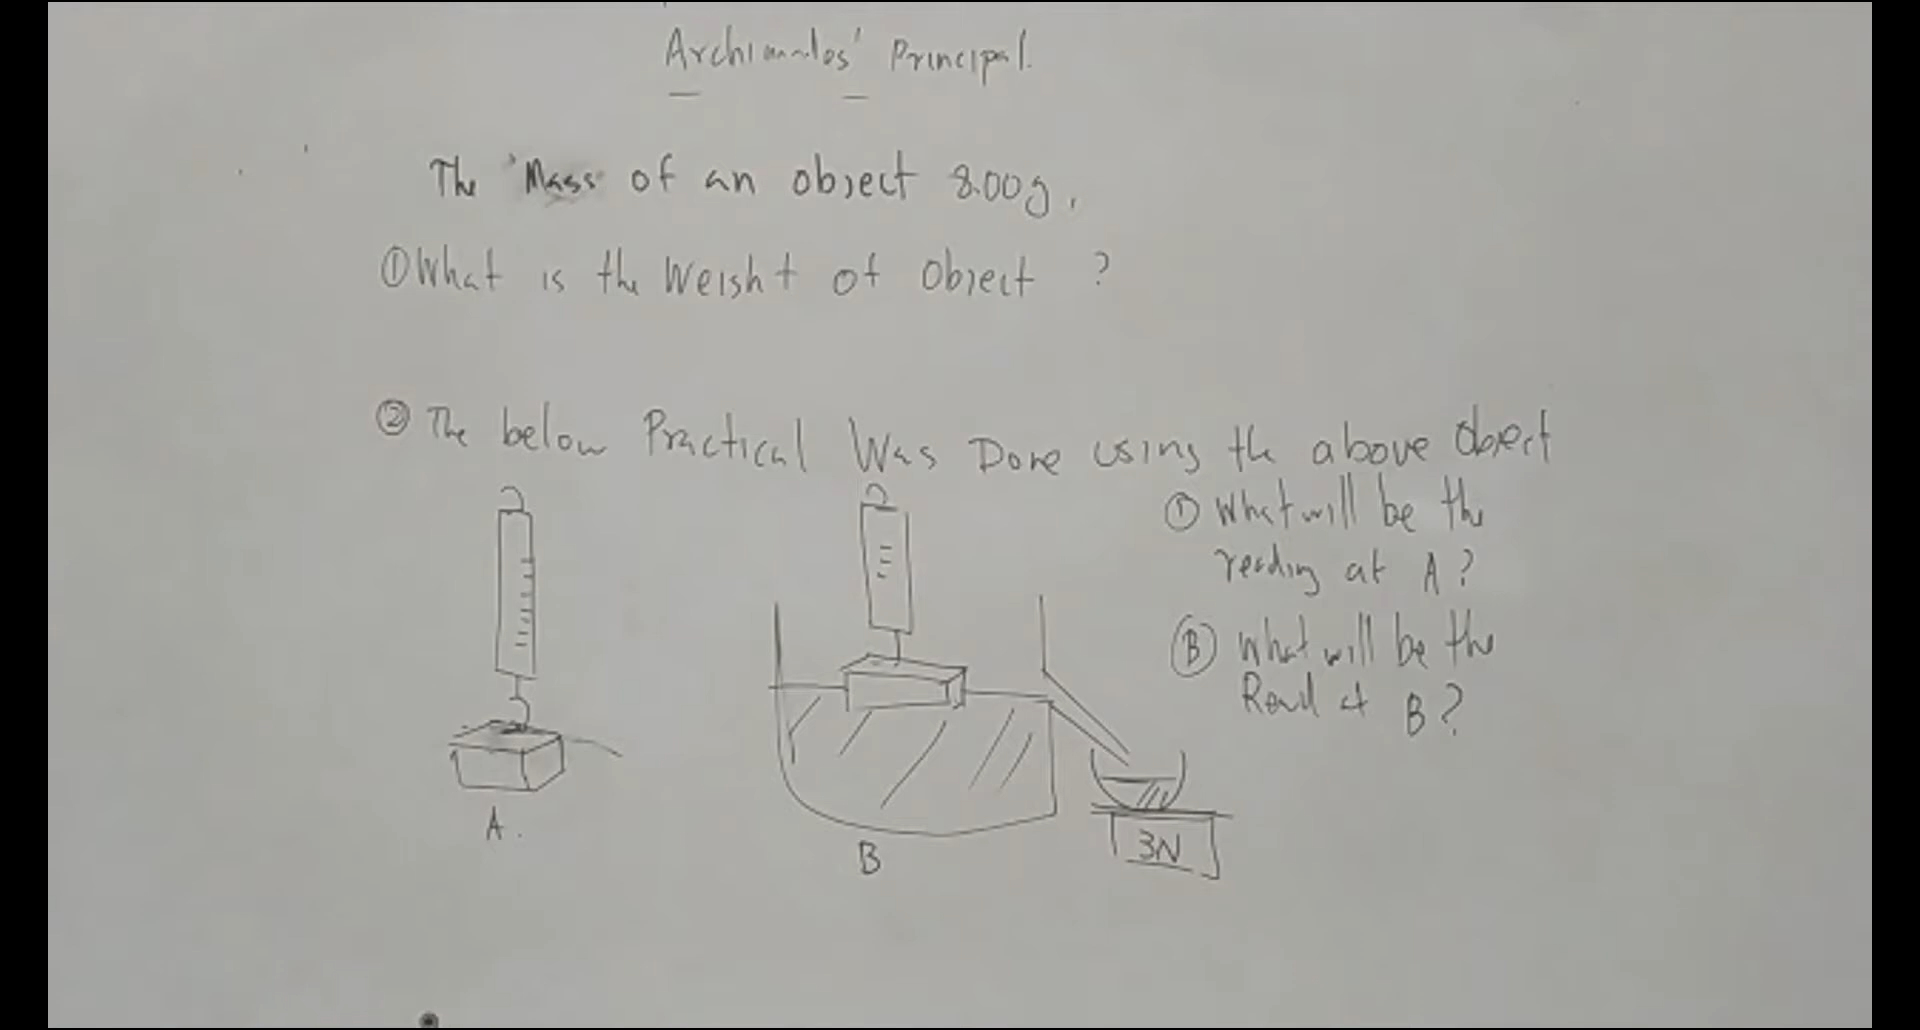 Archimedes' Principal.
The Mass of an object 800g.
① What is the Weight of Object ?
② The below Practical Was Done using the above Object
① What will be the
reading at A?
Ⓑ What will be the
Read at B?
A.
B
3N